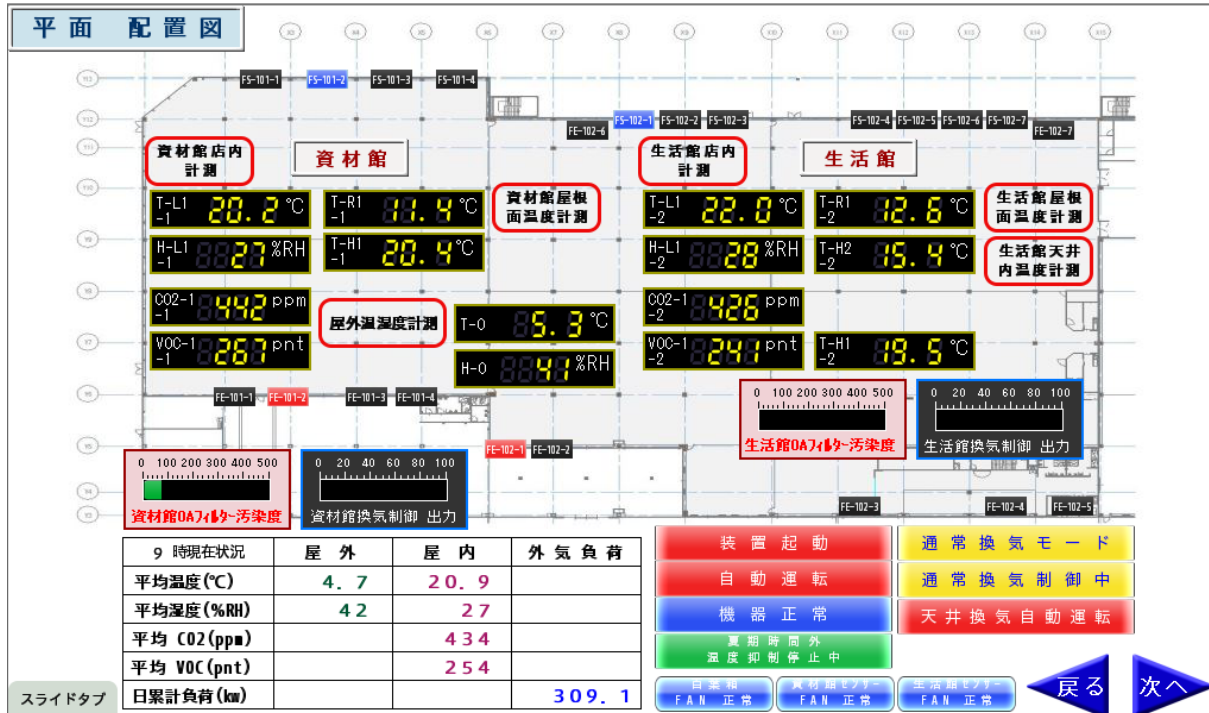 平面 配置図
X3 X4 X5 X6 X7 X8 X9 X10 X11 X12 X13 X14 X15
FS-101-1 FS-101-2 FS-101-3 FS-101-4
FS-102-1 FS-102-2 FS-102-3
FS-102-4 FS-102-5 FS-102-6 FS-102-7
FE-102-6
FE-102-7
資材館店内
計測
資材館
生活館店内
計測
生活館
T-L1
-1 20.2 ℃
T-R1
-1 11.4 ℃
資材館屋根
面温度計測
T-L1
-2 22.0 ℃
T-R1
-2 12.6 ℃
生活館屋根
面温度計測
H-L1
-1 27 %RH
T-H1
-1 20.4 ℃
H-L1
-2 28 %RH
T-H2
-2 15.4 ℃
生活館天井
内温度計測
CO2-1
-1 442 ppm
屋外温湿度計測
T-O 5.3 ℃
CO2-1
-2 426 ppm
VOC-1
-1 267 pnt
H-O 41 %RH
VOC-1
-2 241 pnt
T-H1
-2 19.5 ℃
FE-101-1 FE-101-2 FE-101-3 FE-101-4
0 100 200 300 400 500
生活館OAフィルター汚染度
0 20 40 60 80 100
生活館換気制御 出力
FE-102-1 FE-102-2
0 100 200 300 400 500
資材館OAフィルター汚染度
0 20 40 60 80 100
資材館換気制御 出力
FE-102-3 FE-102-4 FE-102-5
9 時現在状況 屋外 屋内 外気負荷
平均温度(℃) 4.7 20.9
平均湿度(%RH) 42 27
平均 CO2(ppm) 434
平均 VOC(pnt) 254
日累計負荷(kw) 309.1
装置起動
通常換気モード
自動運転
通常換気制御中
機器正常
天井換気自動運転
夏期時間外
温度抑制停止中
FAN 正常
資材館センサー
FAN 正常
生活館センサー
FAN 正常
スライドタブ
戻る
次へ